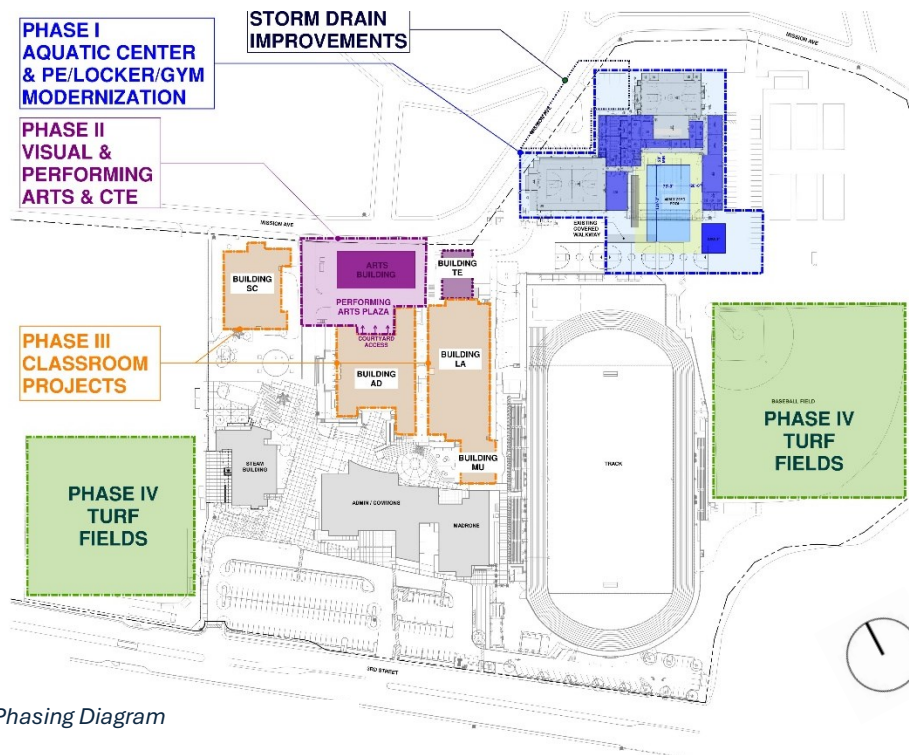 STORM DRAIN
IMPROVEMENTS
PHASE I
AQUATIC CENTER
& PE/LOCKER/GYM
MODERNIZATION
PHASE II
VISUAL &
PERFORMING
ARTS & CTE
MISSION AVE
MISSION AVE
MISSION AVE
EXISTING
COVERED
WALKWAY
ARTS
BUILDING
PERFORMING
ARTS PLAZA
COURTYARD
ACCESS
BUILDING
TE
BUILDING
SC
PHASE III
CLASSROOM
PROJECTS
BUILDING
AD
BUILDING
LA
BUILDING
MU
BASEBALL FIELD
PHASE IV
TURF
FIELDS
PHASE IV
TURF
FIELDS
STEAM
BUILDING
ADMIN / COMMONS
MADRONE
TRACK
3RD STREET
Phasing Diagram